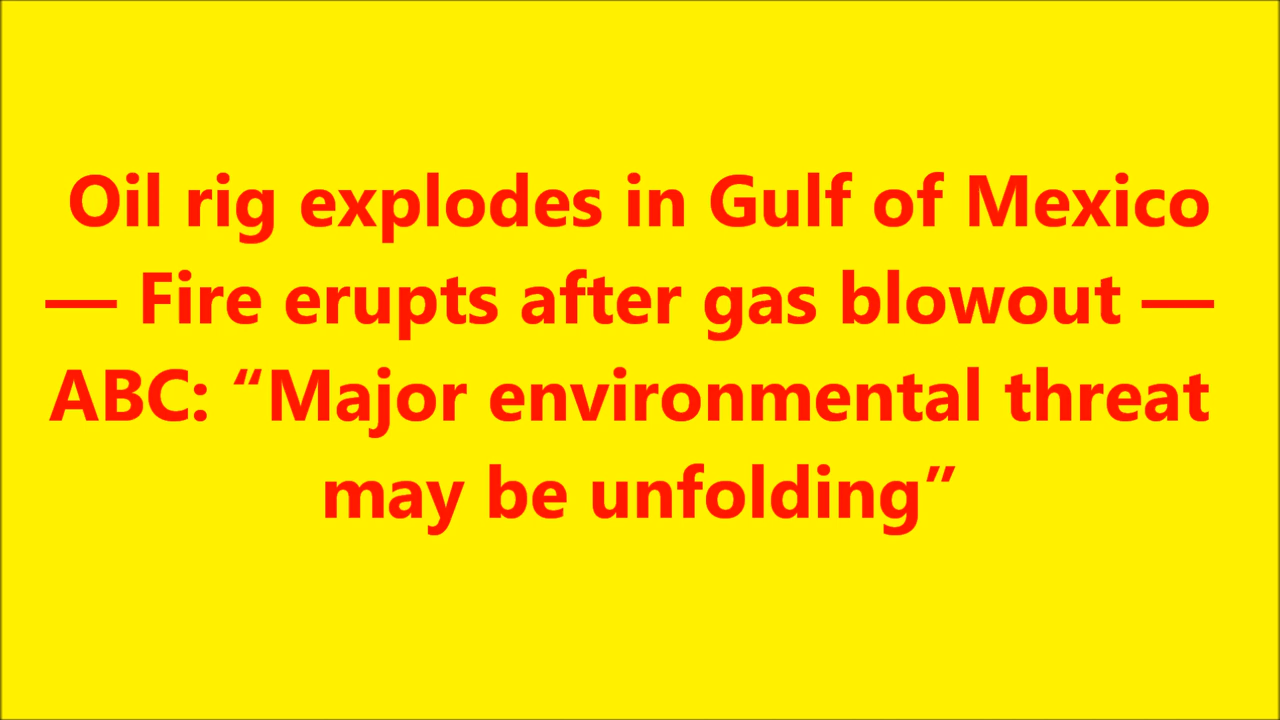 Oil rig explodes in Gulf of Mexico
— Fire erupts after gas blowout —
ABC: “Major environmental threat
may be unfolding”